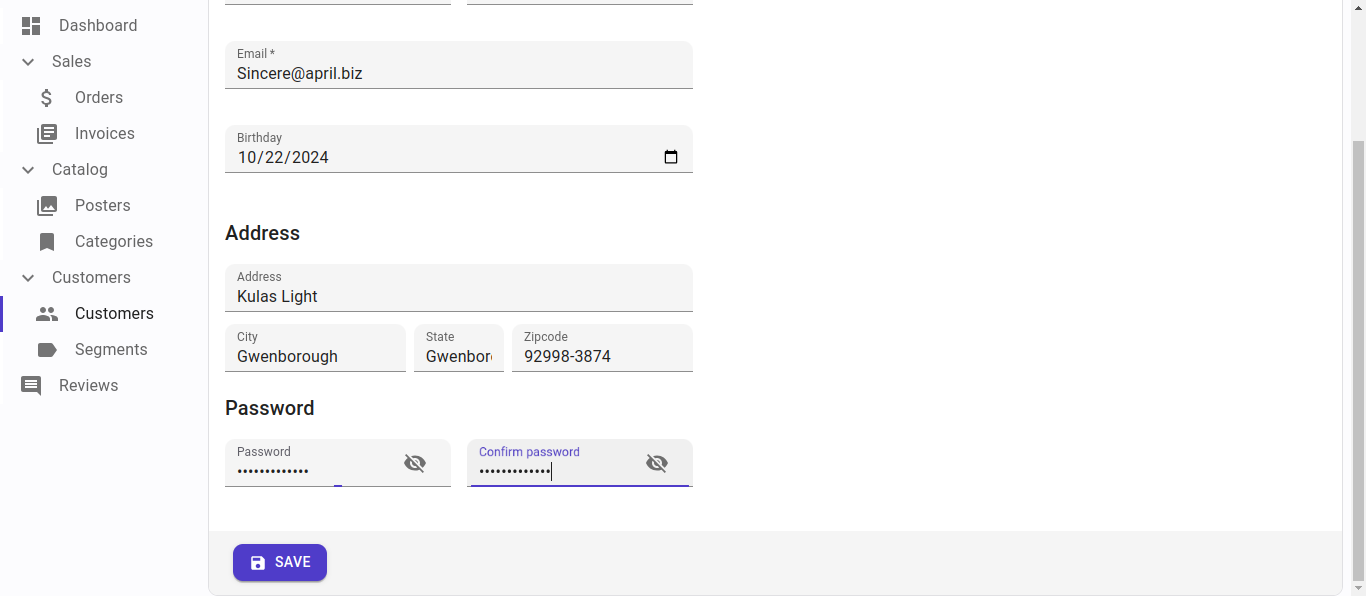 Dashboard
Sales
Orders
Invoices
Catalog
Posters
Categories
Customers
Customers
Segments
Reviews
Email *
Sincere@april.biz
Birthday
10/22/2024
Address
Address
Kulas Light
City
Gwenborough
State
Gwenbor
Zipcode
92998-3874
Password
Password
•••••••••••••
Confirm password
•••••••••••••
SAVE